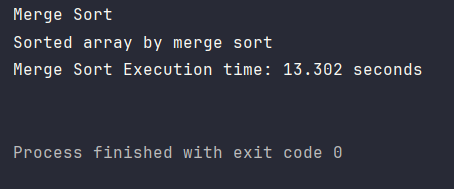 Merge Sort
Sorted array by merge sort
Merge Sort Execution time: 13.302 seconds
Process finished with exit code 0